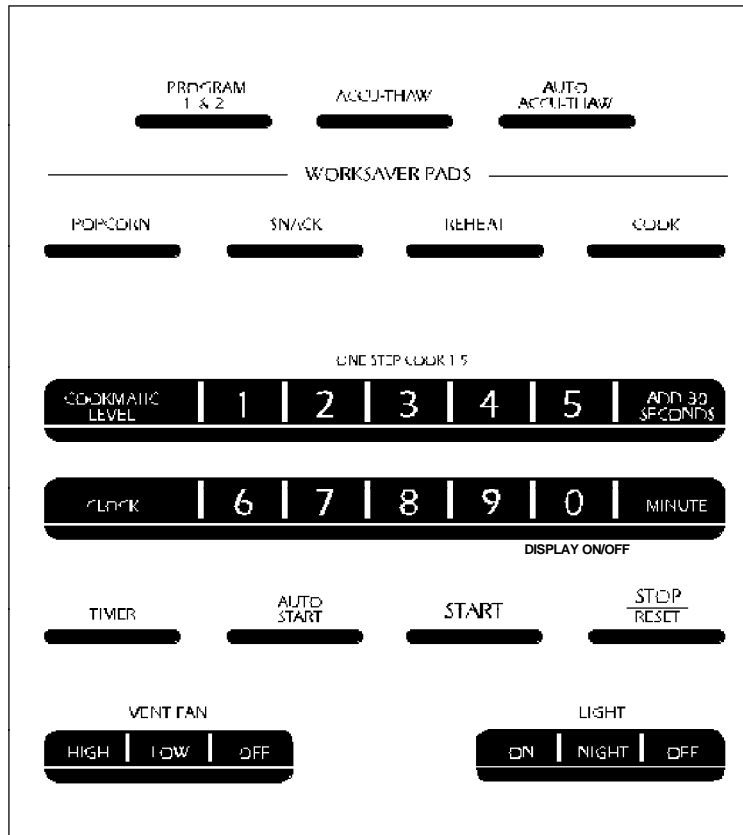 PROGRAM 1 & 2
ACCU-THAW
AUTO ACCU-THAW
WORKSAVER PADS
POPCORN SNACK REHEAT COOK
ONE STEP COOK 1-5
COOKMATIC LEVEL 1 2 3 4 5 ADD 30 SECONDS
CLOCK 6 7 8 9 0 MINUTE
DISPLAY ON/OFF
TIMER
AUTO START
START
STOP
RESET
VENT FAN LIGHT
HIGH LOW OFF ON NIGHT OFF